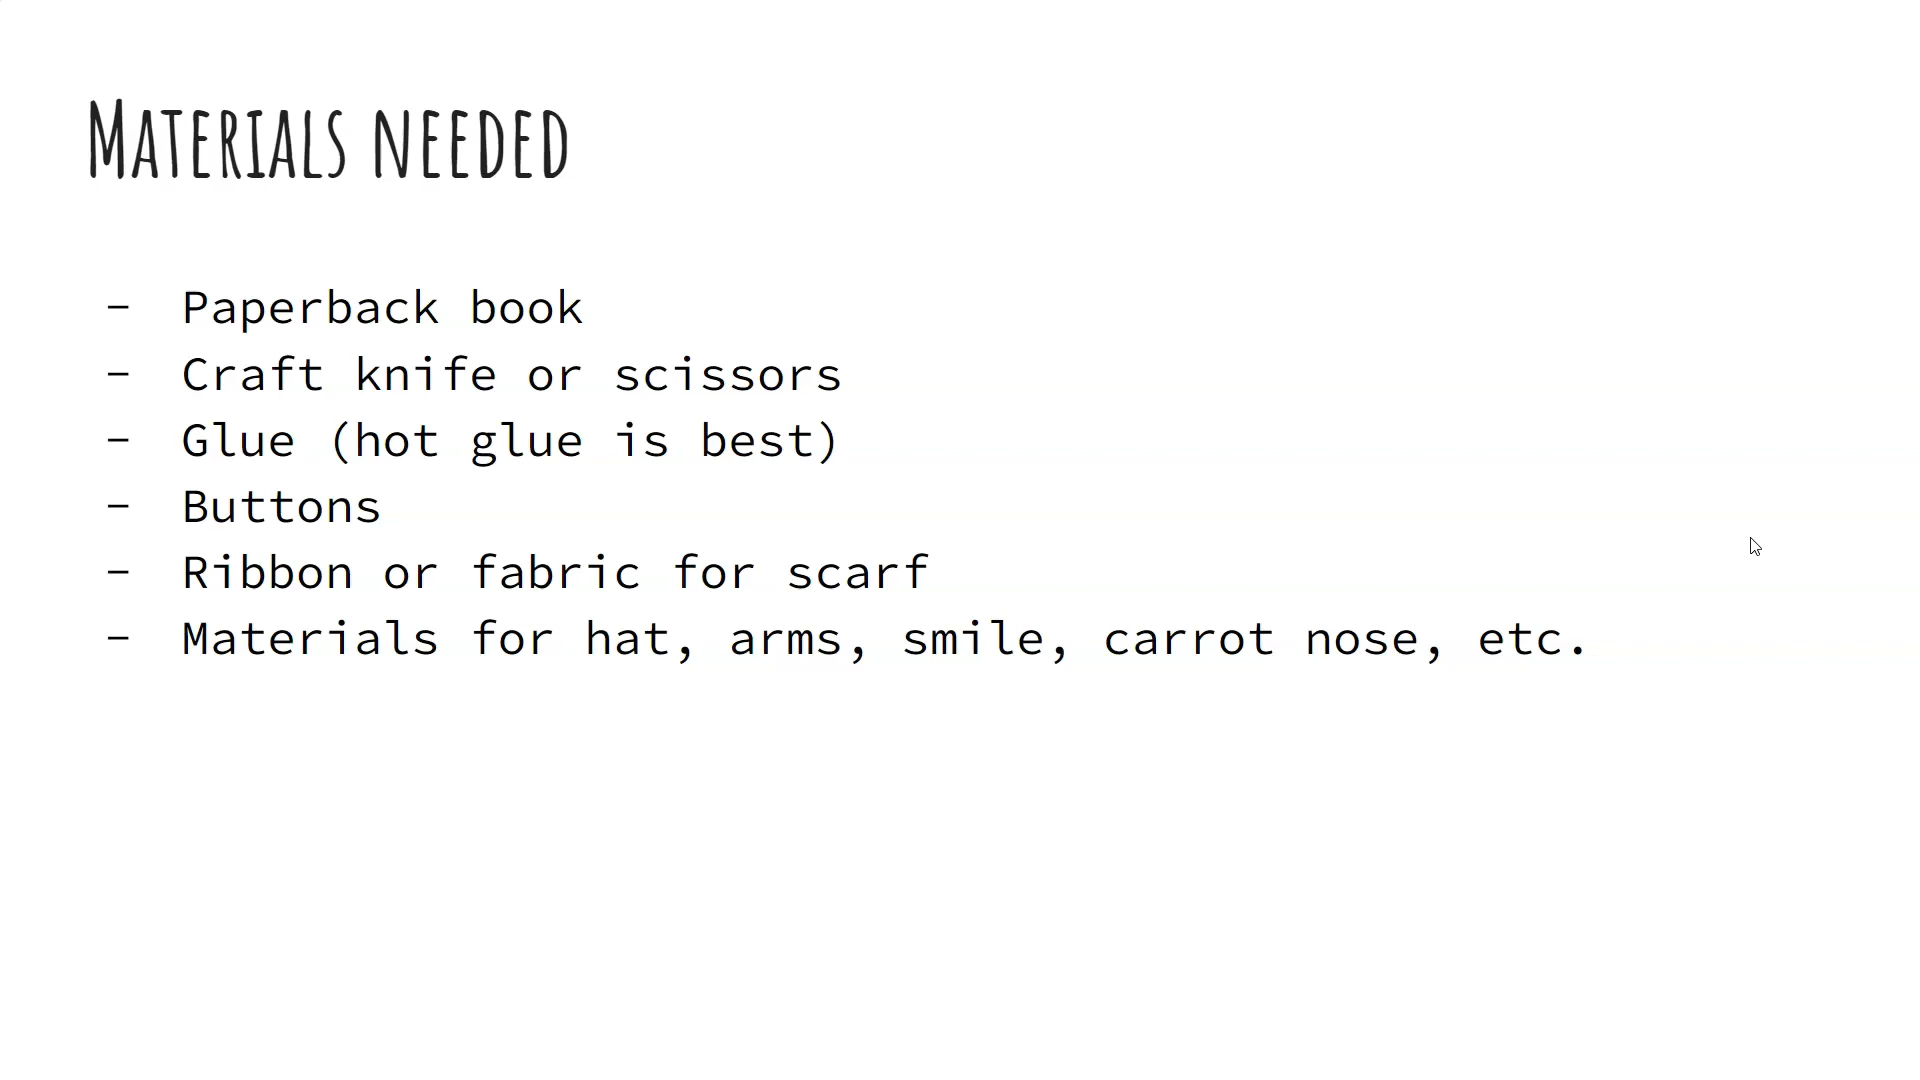 Materials needed
- Paperback book
- Craft knife or scissors
- Glue (hot glue is best)
- Buttons
- Ribbon or fabric for scarf
- Materials for hat, arms, smile, carrot nose, etc.